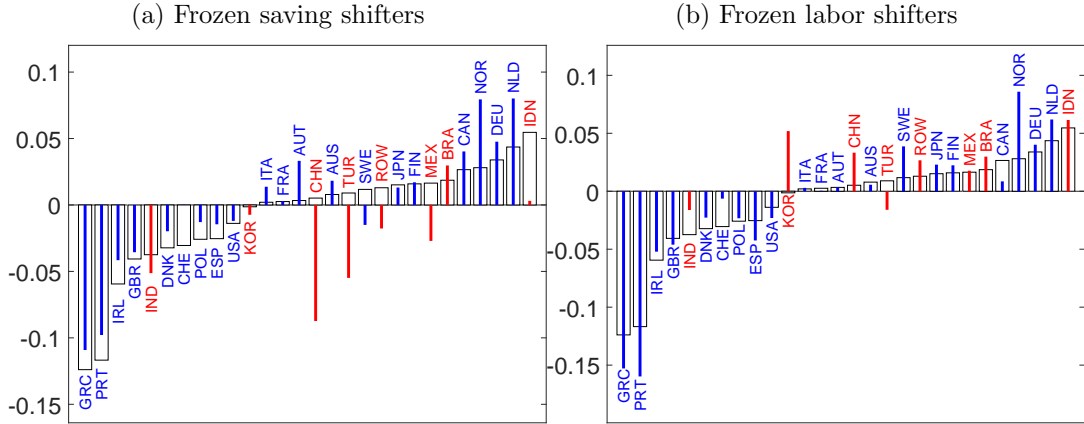 (a) Frozen saving shifters
0.1
0.05
0
-0.05
-0.1
-0.15
GRC
PRT
IRL
GBR
IND
DNK
CHE
POL
ESP
USA
KOR
ITA
FRA
AUT
CHN
AUS
TUR
SWE
ROW
JPN
FIN
MEX
BRA
CAN
NOR
DEU
NLD
IDN
(b) Frozen labor shifters
0.1
0.05
0
-0.05
-0.1
-0.15
GRC
PRT
IRL
GBR
IND
DNK
CHE
POL
ESP
USA
KOR
ITA
FRA
AUT
CHN
AUS
TUR
SWE
ROW
JPN
FIN
MEX
BRA
CAN
NOR
DEU
NLD
IDN